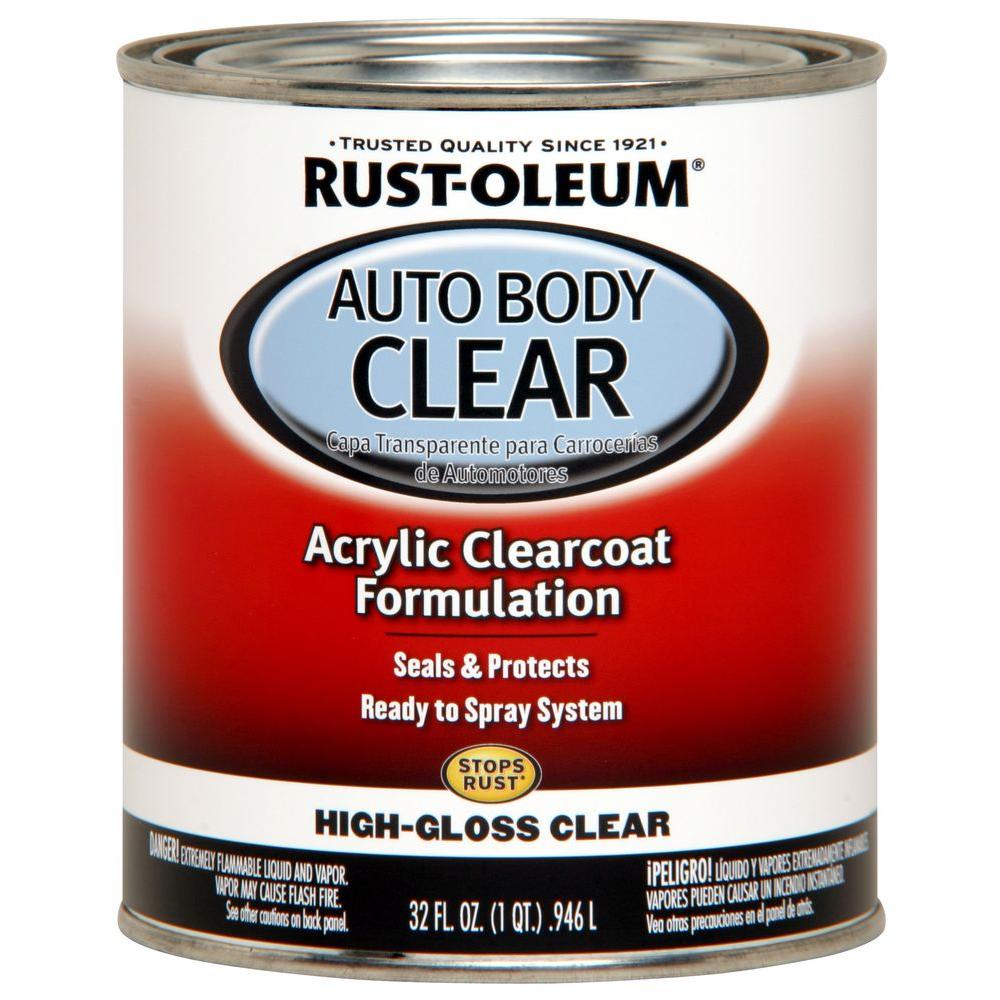 •TRUSTED QUALITY SINCE 1921•
RUST-OLEUM®
AUTO BODY
CLEAR
Capa Transparente para Carrocerías
de Automotores
Acrylic Clearcoat
Formulation
Seals & Protects
Ready to Spray System
STOPS
RUST®
HIGH-GLOSS CLEAR
DANGER! EXTREMELY FLAMMABLE LIQUID AND VAPOR.
VAPOR MAY CAUSE FLASH FIRE.
See other cautions on back panel.
32 FL. OZ. (1 QT.) .946 L
¡PELIGRO! LÍQUIDO Y VAPORES EXTREMADAMENTE INFLAMABLES.
VAPORES PUEDEN CAUSAR UN INCENDIO INSTANTÁNEO.
Vea otras precauciones en el panel de atrás.